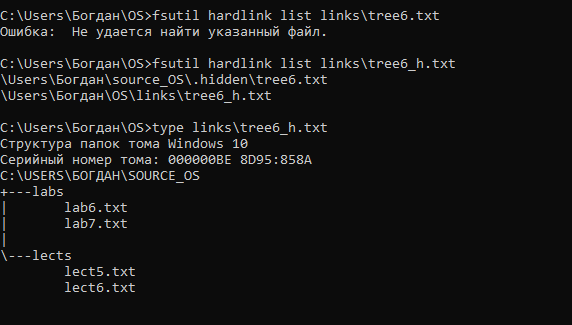 C:\Users\Богдан\OS>fsutil hardlink list links\tree6.txt
Ошибка:  Не удается найти указанный файл.
C:\Users\Богдан\OS>fsutil hardlink list links\tree6_h.txt
\Users\Богдан\source_OS\.hidden\tree6.txt
\Users\Богдан\OS\links\tree6_h.txt
C:\Users\Богдан\OS>type links\tree6_h.txt
Структура папок тома Windows 10
Серийный номер тома: 000000BE 8D95:858A
C:\USERS\БОГДАН\SOURCE_OS
+---labs
|       lab6.txt
|       lab7.txt
|
\---lects
        lect5.txt
        lect6.txt